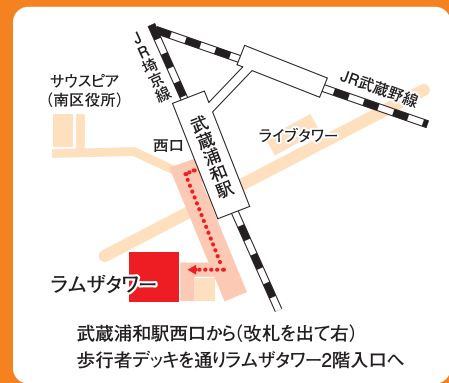 JR埼京線
サウスピア
(南区役所)
JR武蔵野線
西口
武蔵浦和駅
ライブタワー
ラムザタワー
武蔵浦和駅西口から(改札を出て右)
歩行者デッキを通りラムザタワー2階入口へ